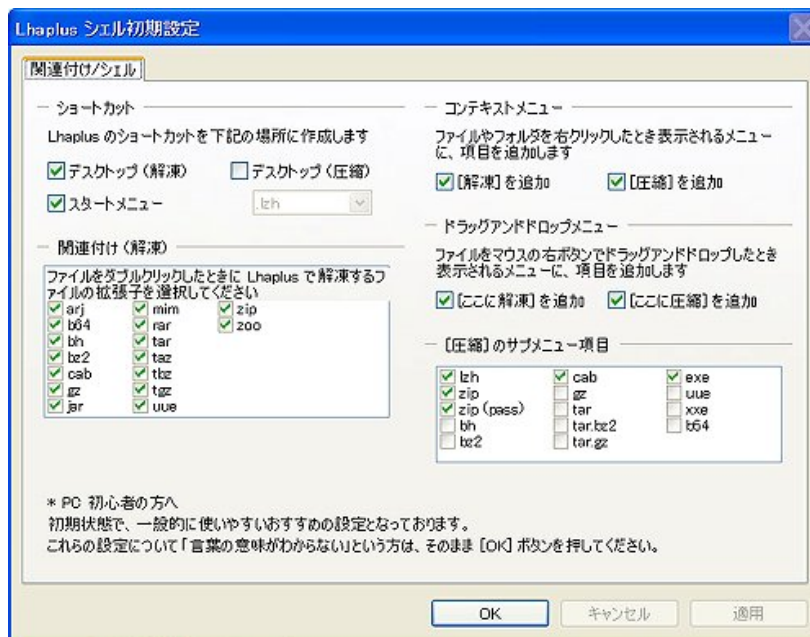 Lhaplus シェル初期設定
関連付け/シェル
ショートカット
Lhaplus のショートカットを下記の場所に作成します
デスクトップ (解凍)
デスクトップ (圧縮)
スタートメニュー
.lzh
関連付け (解凍)
ファイルをダブルクリックしたときに Lhaplus で解凍するフ
ァイルの拡張子を選択してください
arj
b64
bh
bz2
cab
gz
jar
mim
rar
tar
taz
tbz
tgz
uue
zip
zoo
コンテキストメニュー
ファイルやフォルダを右クリックしたとき表示されるメニュー
に、項目を追加します
[解凍] を追加
[圧縮] を追加
ドラッグアンドドロップメニュー
ファイルをマウスの右ボタンでドラッグアンドドロップしたとき
表示されるメニューに、項目を追加します
[ここに解凍] を追加
[ここに圧縮] を追加
[圧縮] のサブメニュー項目
lzh
zip
zip (pass)
bh
bz2
cab
gz
tar
tar.bz2
tar.gz
exe
uue
xxe
b64
* PC 初心者の方へ
初期状態で、一般的に使いやすいおすすめの設定となっております。
これらの設定について「言葉の意味がわからない」という方は、そのまま [OK] ボタンを押してください。
OK
キャンセル
適用